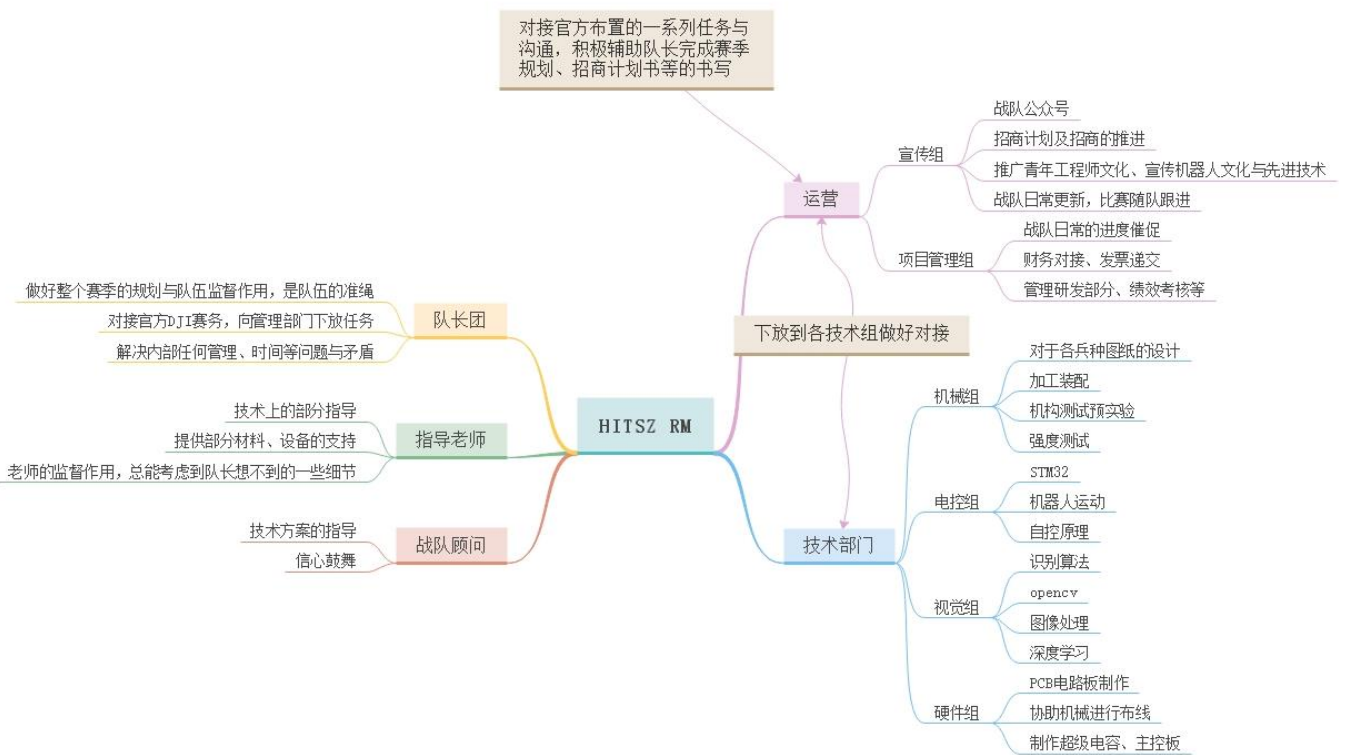 对接官方布置的一系列任务与
沟通，积极辅助队长完成赛季
规划、招商计划书等的书写
战队公众号
招商计划及招商的推进
宣传组
推广青年工程师文化、宣传机器人文化与先进技术
战队日常更新，比赛随队跟进
运营
战队日常的进度催促
项目管理组
财务对接、发票递交
管理研发部分、绩效考核等
做好整个赛季的规划与队伍监督作用，是队伍的准绳
队长团
对接官方DJI赛务，向管理部门下放任务
解决内部任何管理、时间等问题与矛盾
下放到各技术组做好对接
HITSZ RM
技术上的部分指导
指导老师
提供部分材料、设备的支持
老师的监督作用，总能考虑到队长想不到的一些细节
技术方案的指导
战队顾问
信心鼓舞
技术部门
对于各兵种图纸的设计
机械组
加工装配
机构测试预实验
强度测试
STM32
电控组
机器人运动
自控原理
识别算法
视觉组
opencv
图像处理
深度学习
PCB电路板制作
硬件组
协助机械进行布线
制作超级电容、主控板